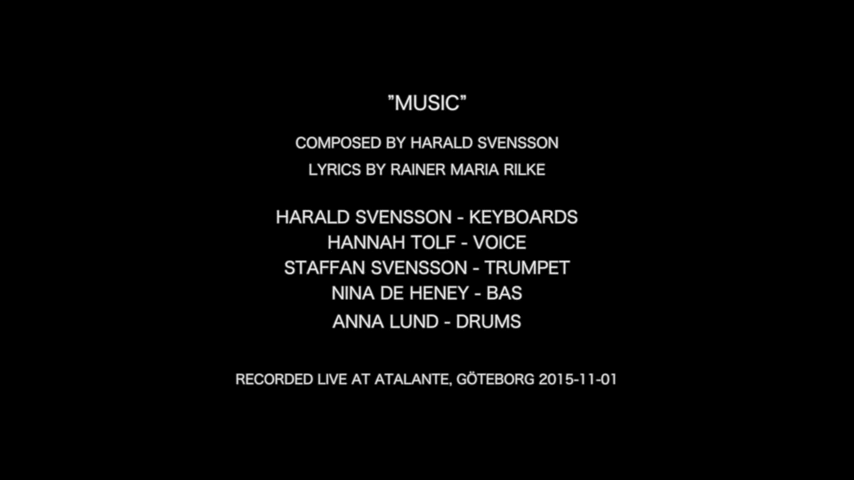 "MUSIC"
COMPOSED BY HARALD SVENSSON
LYRICS BY RAINER MARIA RILKE
HARALD SVENSSON - KEYBOARDS
HANNAH TOLF - VOICE
STAFFAN SVENSSON - TRUMPET
NINA DE HENEY - BAS
ANNA LUND - DRUMS
RECORDED LIVE AT ATALANTE, GÖTEBORG 2015-11-01